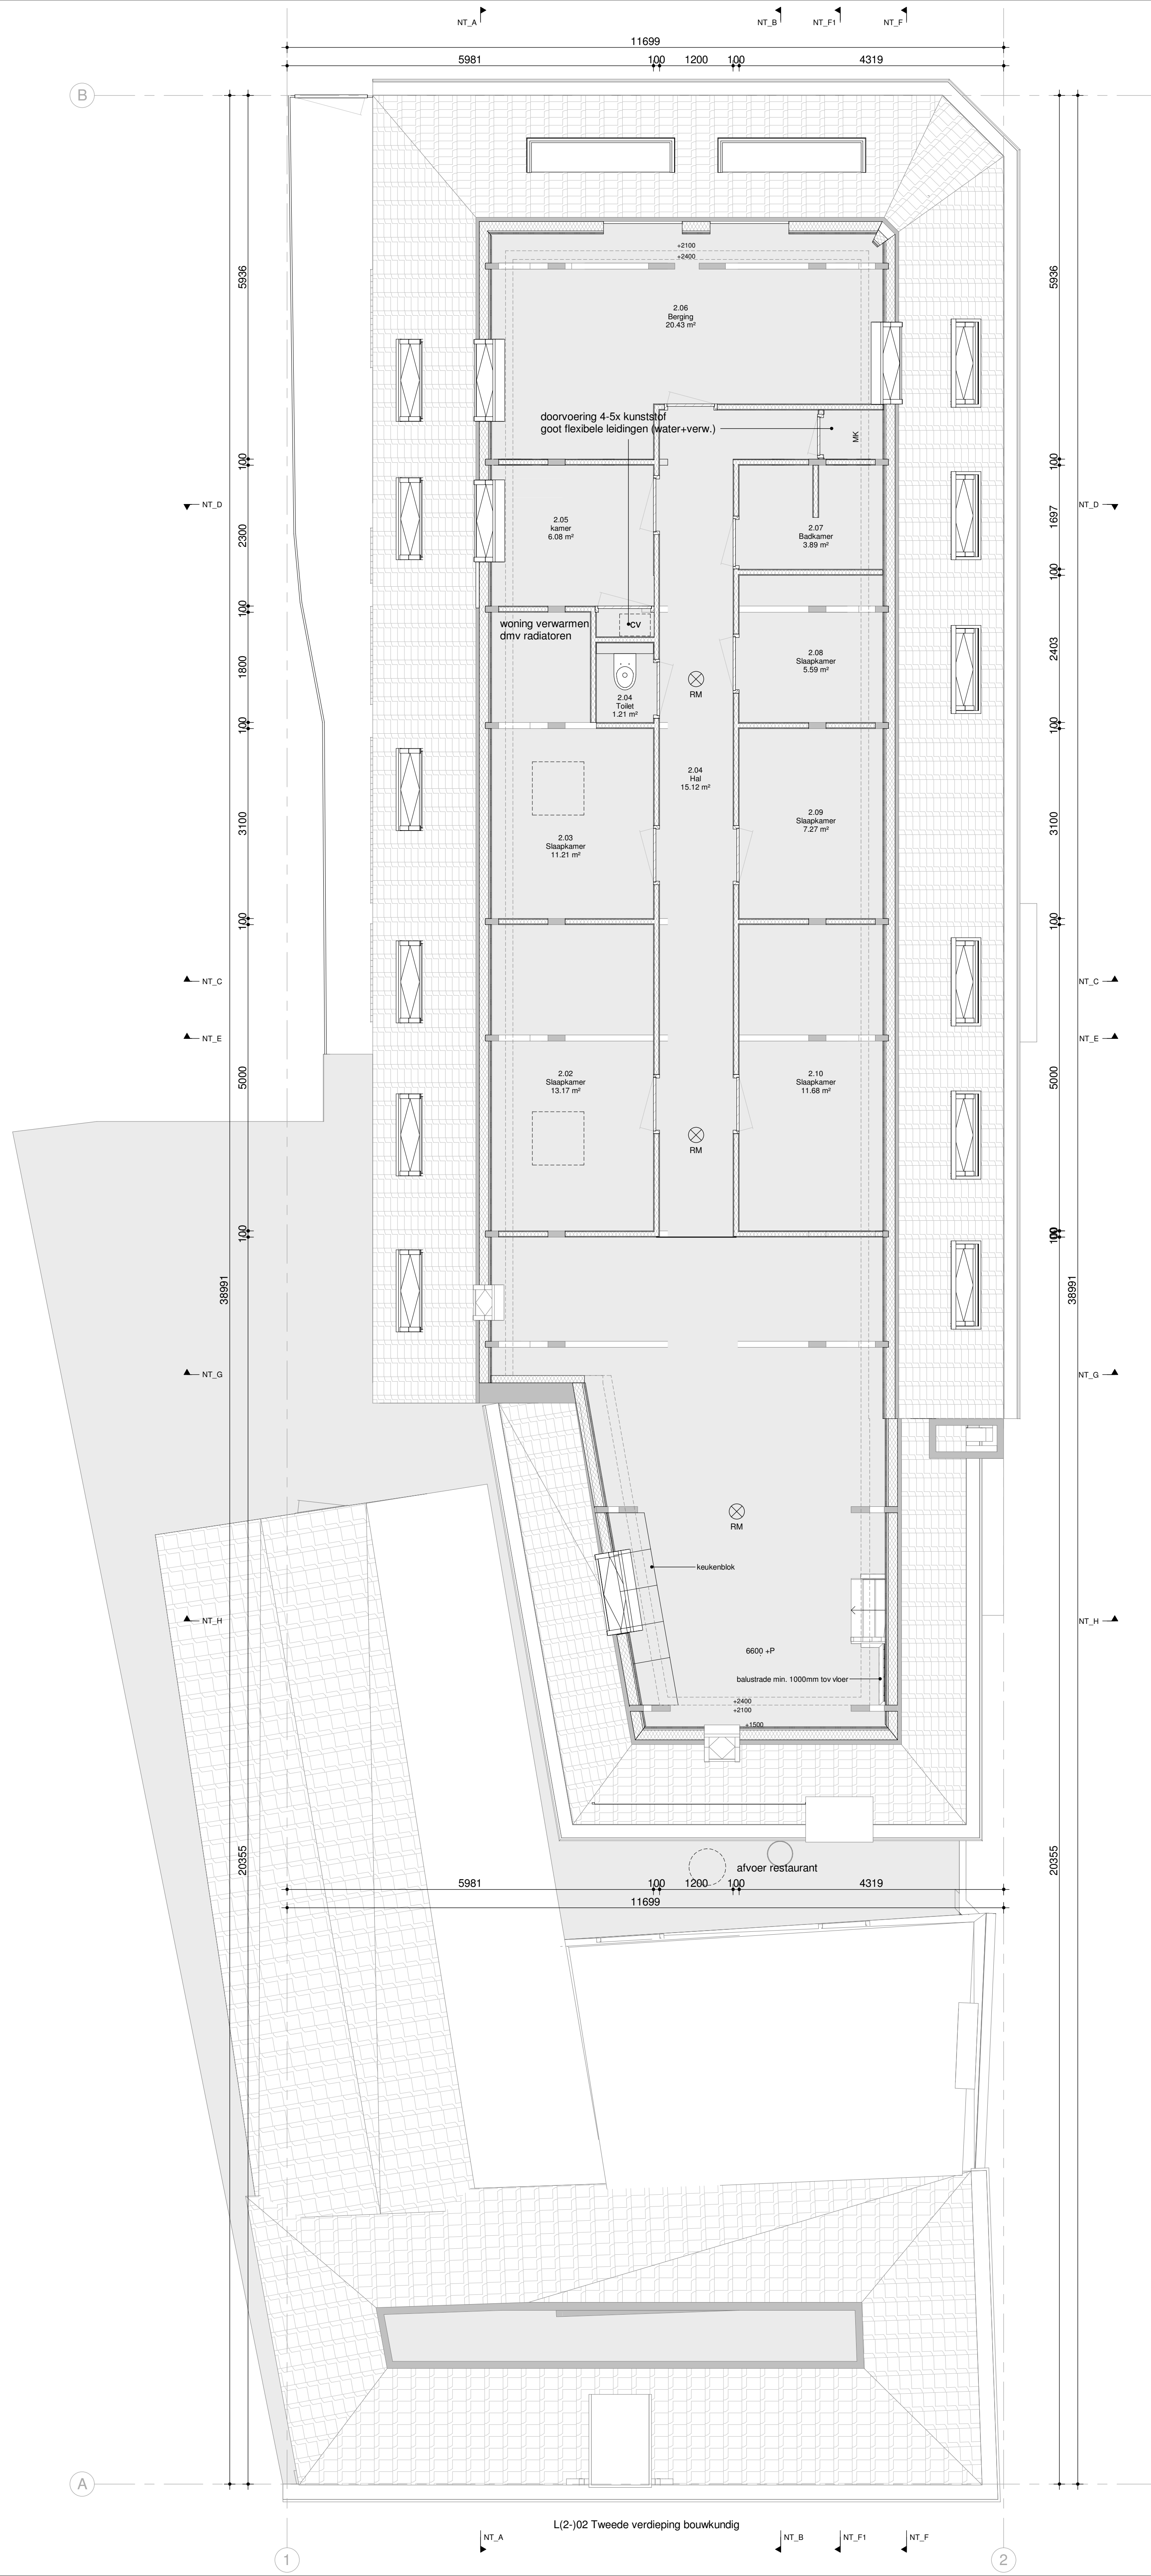 NT_A
NT_B
NT_F1
NT_F
11699
5981
100
1200
100
4319
B
+2100
+2400
5936
5936
2.06
Berging
20.43 m²
doorvoering 4-5x kunststof
goot flexibele leidingen (water+verw.)
MK
100
100
NT_D
NT_D
2300
1697
2.05
kamer
6.08 m²
2.07
Badkamer
3.89 m²
100
100
woning verwarmen
dmv radiatoren
CV
1800
2403
2.08
Slaapkamer
5.59 m²
2.04
Toilet
1.21 m²
RM
100
100
2.04
Hal
15.12 m²
3100
3100
2.03
Slaapkamer
11.21 m²
2.09
Slaapkamer
7.27 m²
100
100
NT_C
NT_C
NT_E
NT_E
5000
5000
2.02
Slaapkamer
13.17 m²
2.10
Slaapkamer
11.68 m²
RM
100
100
38991
38991
NT_G
NT_G
RM
keukenblok
NT_H
NT_H
6600 +P
balustrade min. 1000mm tov vloer
+2400
+2100
+1500
20355
20355
afvoer restaurant
5981
100
1200
100
4319
11699
A
L(2-)02 Tweede verdieping bouwkundig
NT_A
NT_B
NT_F1
NT_F
1
2